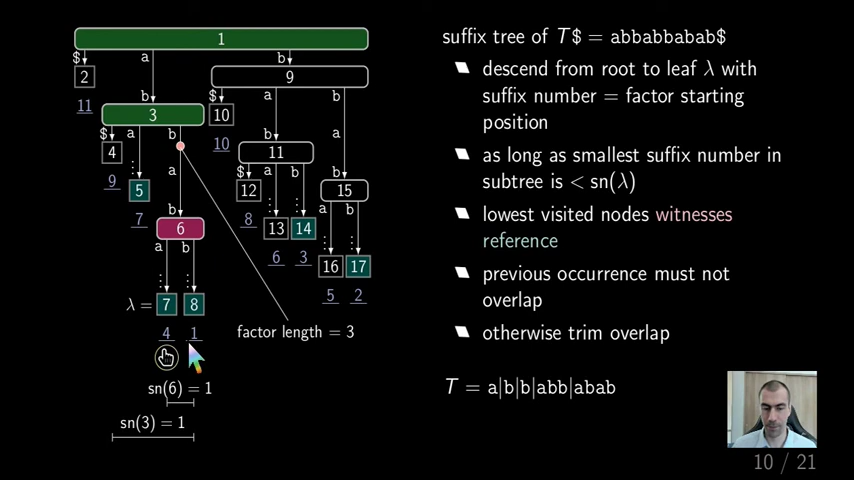 1
$ a b
2 9
11
b $ a b
3 10
10
$ a b b a
4 11
9
: a $ a b b
5 12 15
7 8
b : : a b
6 13 14
6 3
a b : :
16 17
5 2
: :
λ = 7 8
4 1
factor length = 3
sn(6) = 1
sn(3) = 1
suffix tree of T$ = abbabbabab$
descend from root to leaf λ with
suffix number = factor starting
position
as long as smallest suffix number in
subtree is < sn(λ)
lowest visited nodes witnesses
reference
previous occurrence must not
overlap
otherwise trim overlap
T = a|b|b|abb|abab
10 / 21